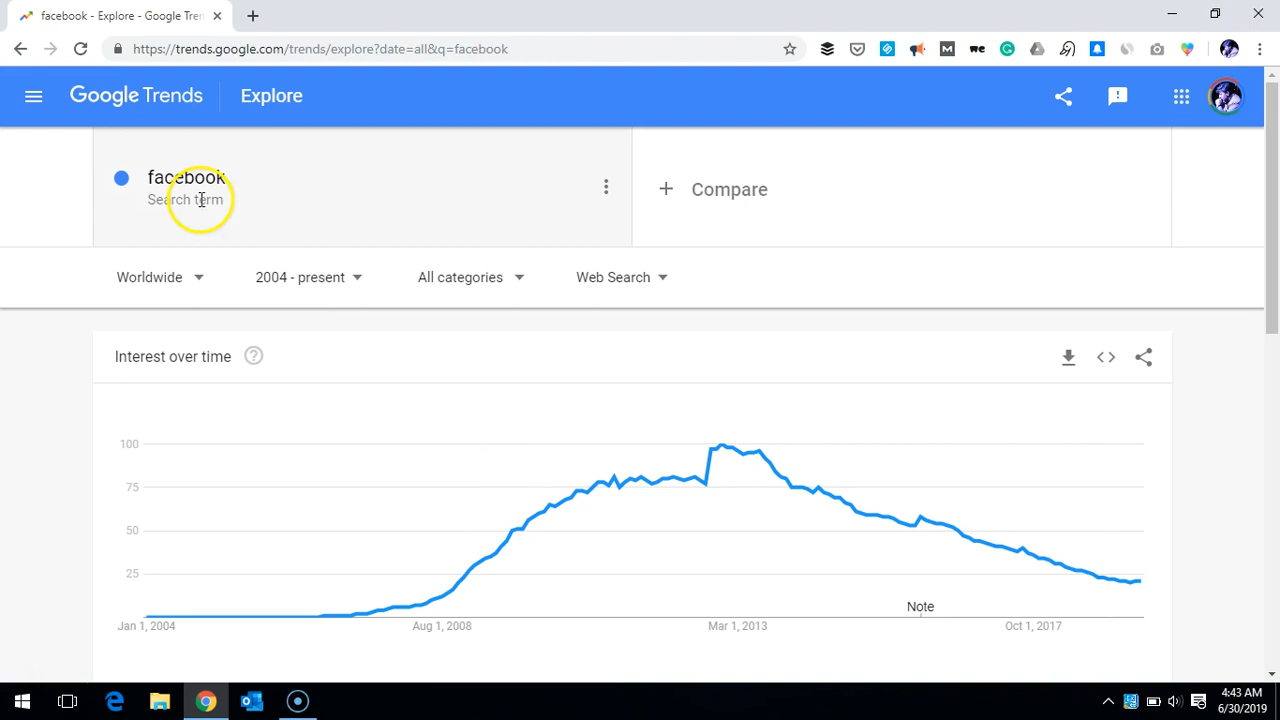 facebook - Explore - Google Tren
https://trends.google.com/trends/explore?date=all&q=facebook
Google Trends
Explore
facebook
Search term
+ Compare
Worldwide
2004 - present
All categories
Web Search
Interest over time ?
100
75
50
25
Note
Jan 1, 2004
Aug 1, 2008
Mar 1, 2013
Oct 1, 2017
4:43 AM
6/30/2019